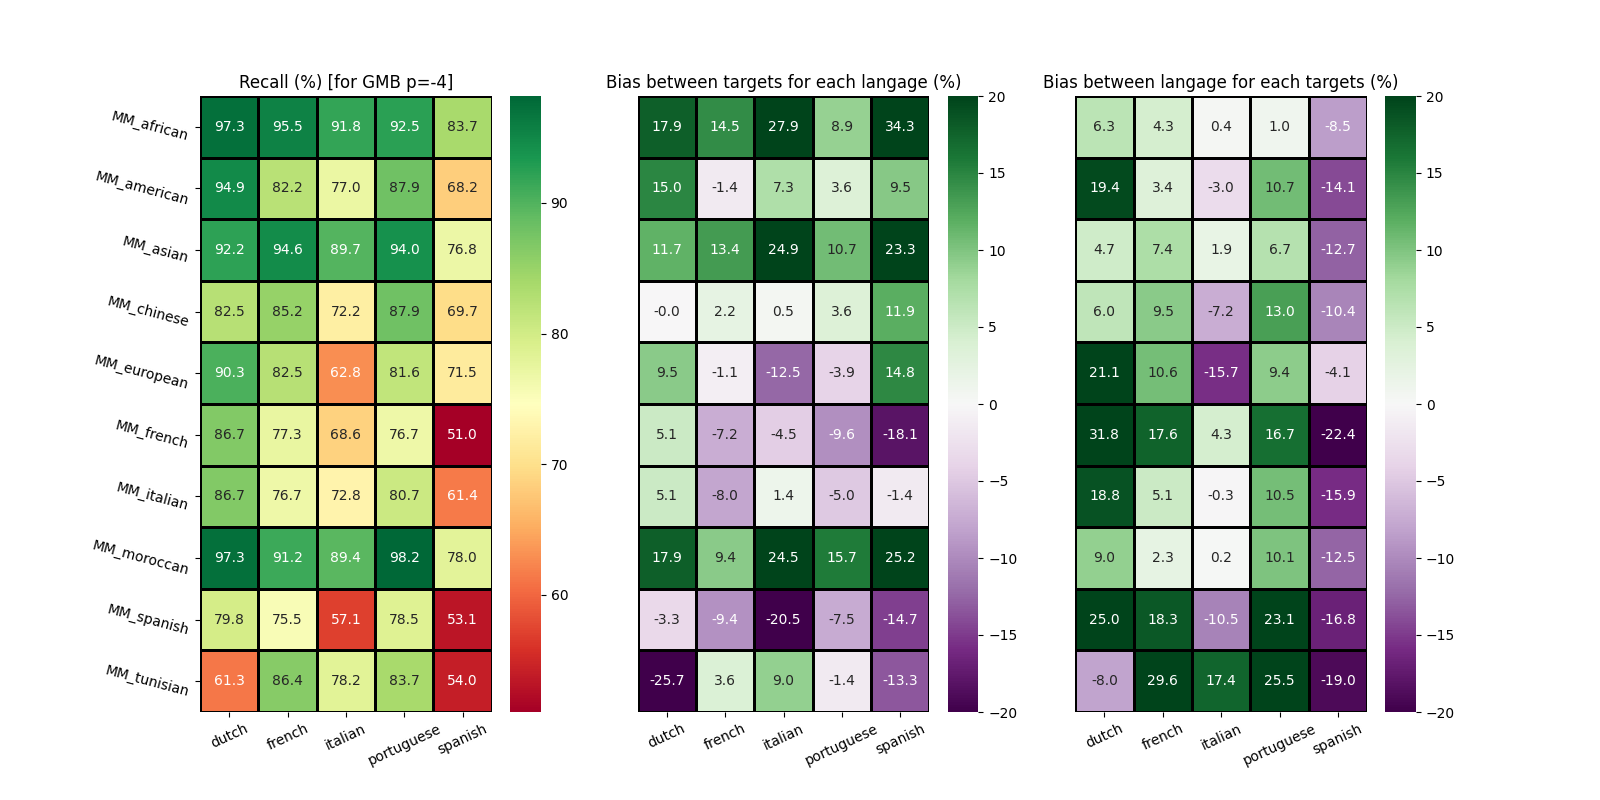 Recall (%) [for GMB p=-4]
Bias between targets for each langage (%)
Bias between langage for each targets (%)
MM_african 97.3 95.5 91.8 92.5 83.7 17.9 14.5 27.9 8.9 34.3 6.3 4.3 0.4 1.0 -8.5
MM_american 94.9 82.2 77.0 87.9 68.2 15.0 -1.4 7.3 3.6 9.5 19.4 3.4 -3.0 10.7 -14.1
MM_asian 92.2 94.6 89.7 94.0 76.8 11.7 13.4 24.9 10.7 23.3 4.7 7.4 1.9 6.7 -12.7
MM_chinese 82.5 85.2 72.2 87.9 69.7 -0.0 2.2 0.5 3.6 11.9 6.0 9.5 -7.2 13.0 -10.4
MM_european 90.3 82.5 62.8 81.6 71.5 9.5 -1.1 -12.5 -3.9 14.8 21.1 10.6 -15.7 9.4 -4.1
MM_french 86.7 77.3 68.6 76.7 51.0 5.1 -7.2 -4.5 -9.6 -18.1 31.8 17.6 4.3 16.7 -22.4
MM_italian 86.7 76.7 72.8 80.7 61.4 5.1 -8.0 1.4 -5.0 -1.4 18.8 5.1 -0.3 10.5 -15.9
MM_moroccan 97.3 91.2 89.4 98.2 78.0 17.9 9.4 24.5 15.7 25.2 9.0 2.3 0.2 10.1 -12.5
MM_spanish 79.8 75.5 57.1 78.5 53.1 -3.3 -9.4 -20.5 -7.5 -14.7 25.0 18.3 -10.5 23.1 -16.8
MM_tunisian 61.3 86.4 78.2 83.7 54.0 -25.7 3.6 9.0 -1.4 -13.3 -8.0 29.6 17.4 25.5 -19.0
dutch french italian portuguese spanish
dutch french italian portuguese spanish
dutch french italian portuguese spanish
90
80
70
60
20
15
10
5
0
−5
−10
−15
−20
20
15
10
5
0
−5
−10
−15
−20